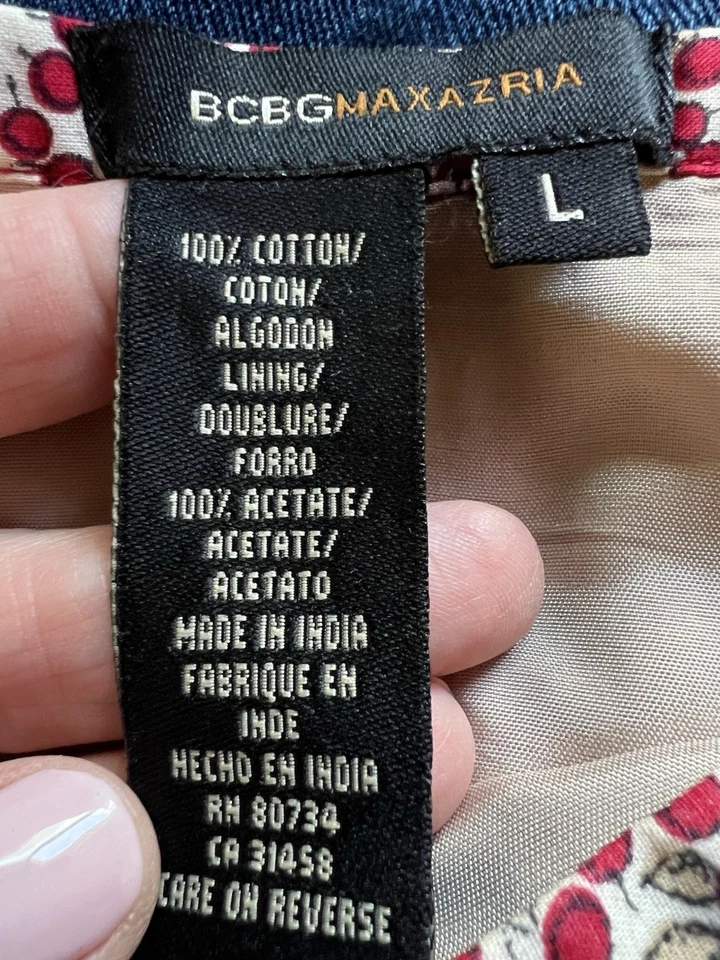 BCBGMAXAZRIA
L
100% COTTON/
COTON/
ALGODON
LINING/
DOUBLURE/
FORRO
100% ACETATE/
ACETATE/
ACETATO
MADE IN INDIA
FABRIQUE EN
INDE
HECHO EN INDIA
RN 80734
CA 31458
CARE ON REVERSE